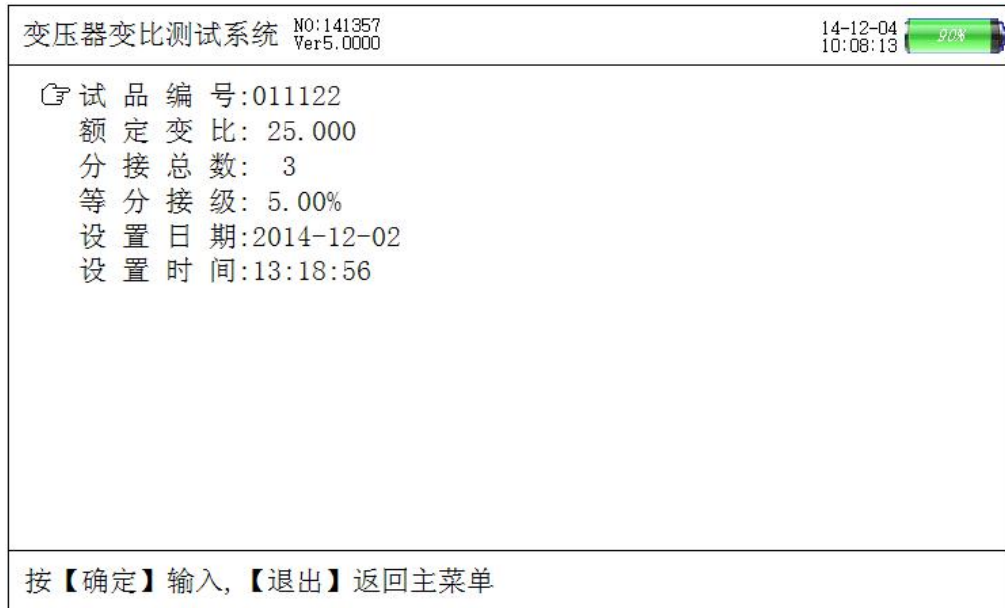 变压器变比测试系统 NO:141357
Ver5.0000
14-12-04
10:08:13
90%
试 品 编 号:011122
额 定 变 比: 25.000
分 接 总 数: 3
等 分 接 级: 5.00%
设 置 日 期:2014-12-02
设 置 时 间:13:18:56
按【确定】输入,【退出】返回主菜单